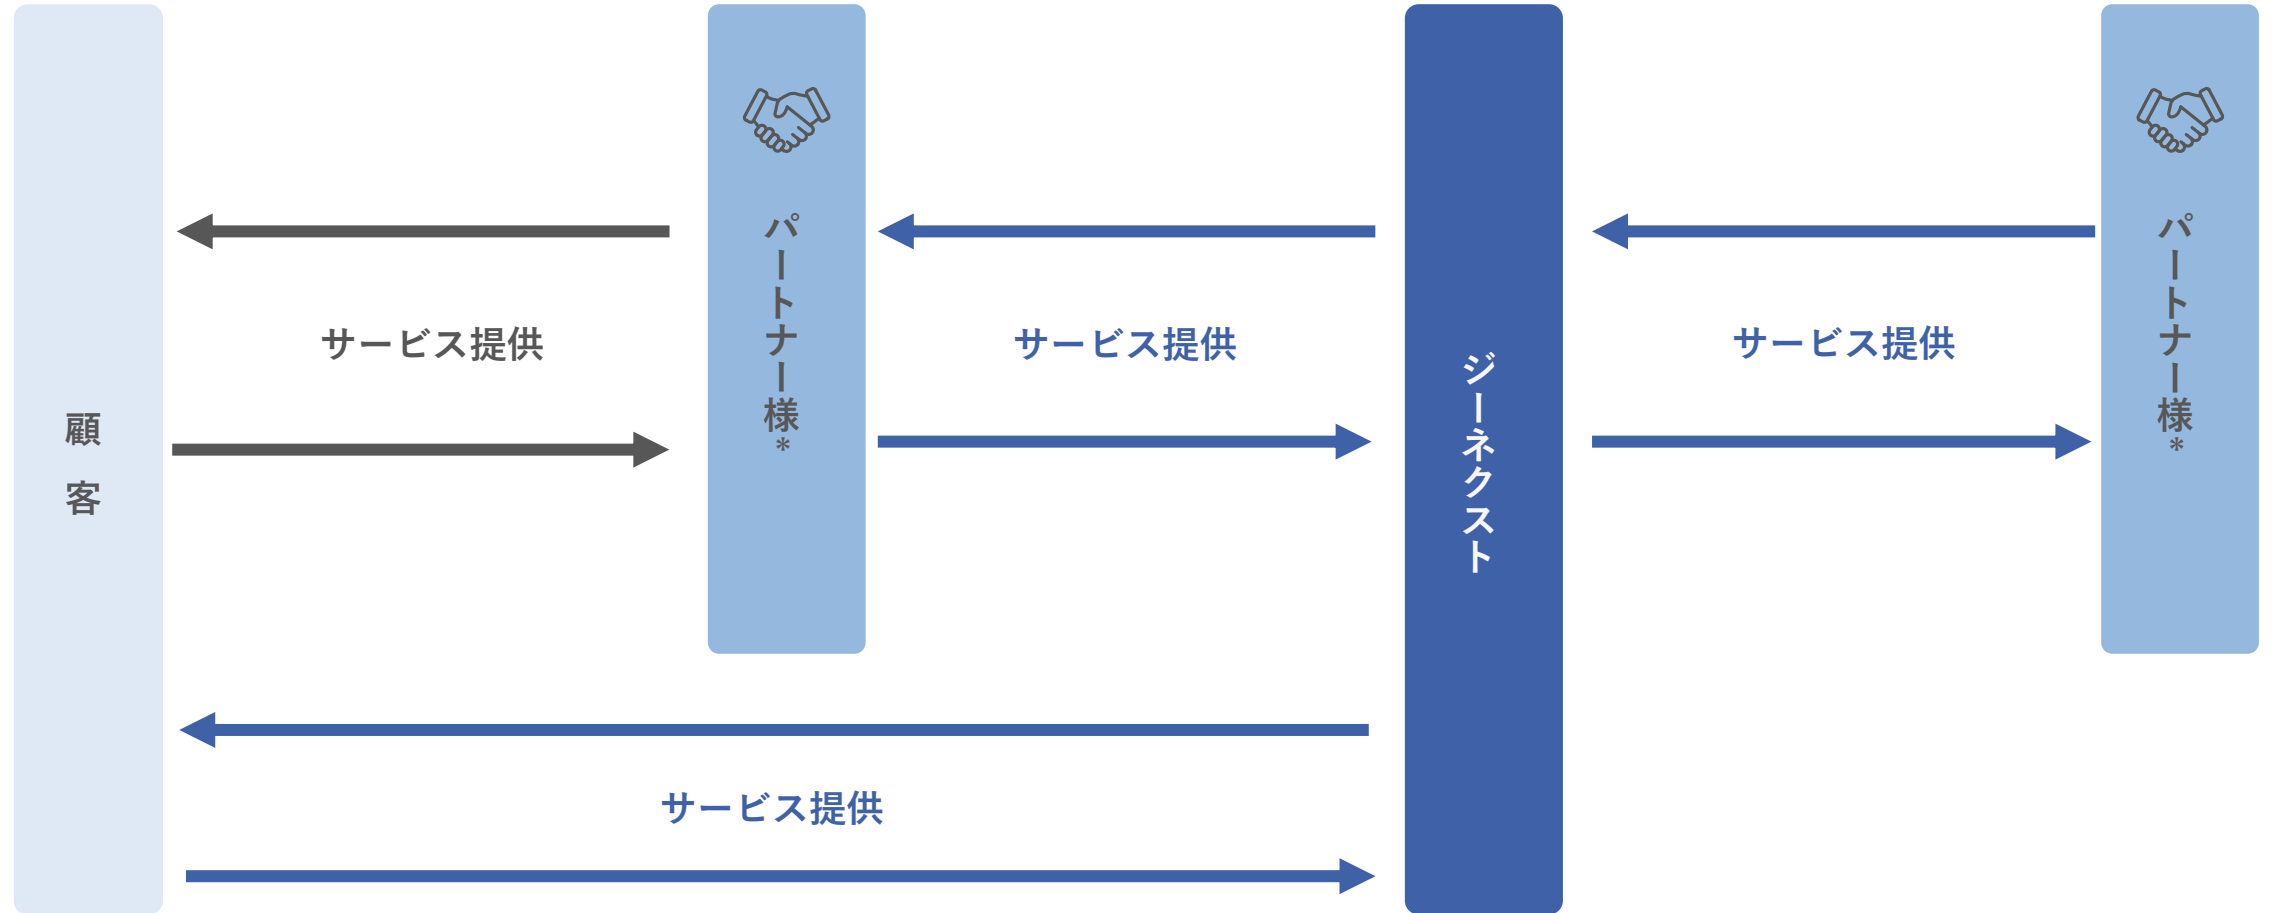 顧客
サービス提供
パートナー様*
サービス提供
ジーネクスト
サービス提供
パートナー様*
サービス提供